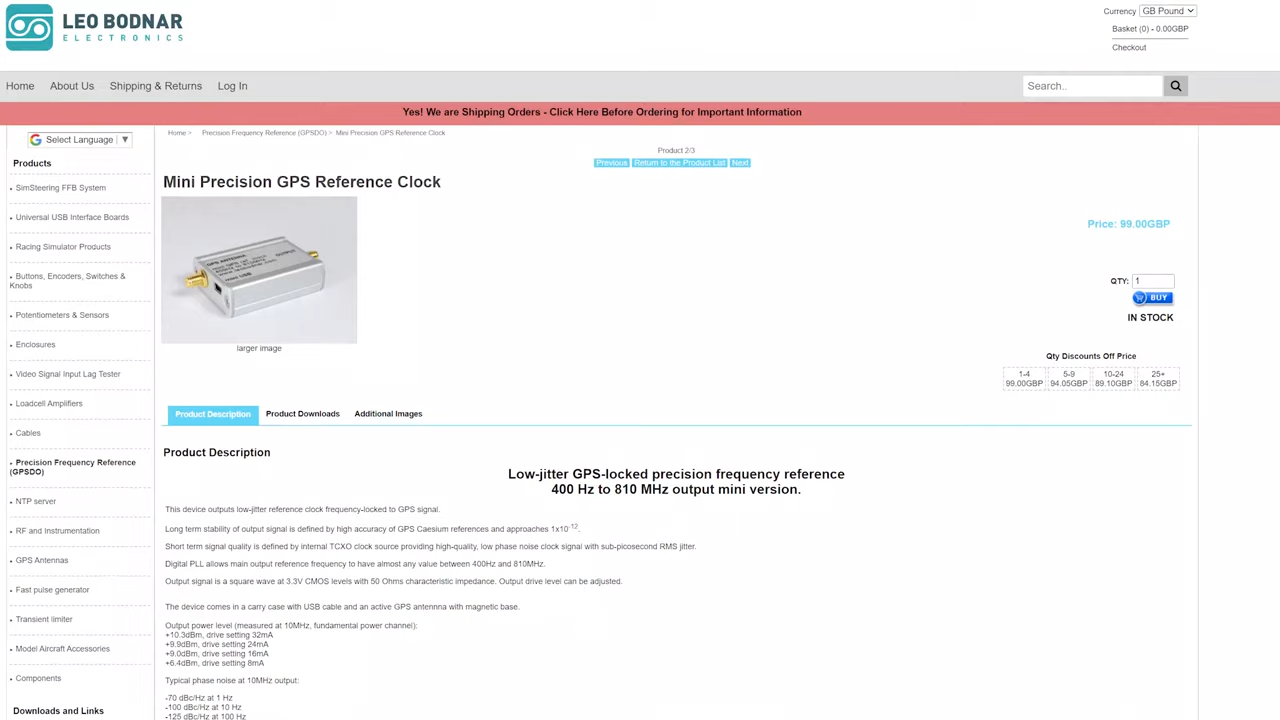 LEO BODNAR
ELECTRONICS
Currency GB Pound
Basket (0) - 0.00GBP
Checkout
Home About Us Shipping & Returns Log In
Search..
Yes! We are Shipping Orders - Click Here Before Ordering for Important Information
Select Language ▼
Products
SimSteering FFB System
Universal USB Interface Boards
Racing Simulator Products
Buttons, Encoders, Switches &
Knobs
Potentiometers & Sensors
Enclosures
Video Signal Input Lag Tester
Loadcell Amplifiers
Cables
Precision Frequency Reference
(GPSDO)
NTP server
RF and Instrumentation
GPS Antennas
Fast pulse generator
Transient limiter
Model Aircraft Accessories
Components
Downloads and Links
Home > Precision Frequency Reference (GPSDO) > Mini Precision GPS Reference Clock
Product 2/3
Previous Return to the Product List Next
Mini Precision GPS Reference Clock
GPS ANTENNA
OUTPUT
larger image
Price: 99.00GBP
QTY: 1
BUY
IN STOCK
Qty Discounts Off Price
1-4 5-9 10-24 25+
99.00GBP 94.05GBP 89.10GBP 84.15GBP
Product Description Product Downloads Additional Images
Product Description
Low-jitter GPS-locked precision frequency reference
400 Hz to 810 MHz output mini version.
This device outputs low-jitter reference clock frequency-locked to GPS signal.
Long term stability of output signal is defined by high accuracy of GPS Caesium references and approaches 1x10-12.
Short term signal quality is defined by internal TCXO clock source providing high-quality, low phase noise clock signal with sub-picosecond RMS jitter.
Digital PLL allows main output reference frequency to have almost any value between 400Hz and 810MHz.
Output signal is a square wave at 3.3V CMOS levels with 50 Ohms characteristic impedance. Output drive level can be adjusted.
The device comes in a carry case with USB cable and an active GPS antennna with magnetic base.
Output power level (measured at 10MHz, fundamental power channel):
+10.3dBm, drive setting 32mA
+9.9dBm, drive setting 24mA
+9.0dBm, drive setting 16mA
+6.4dBm, drive setting 8mA
Typical phase noise at 10MHz output:
-70 dBc/Hz at 1 Hz
-100 dBc/Hz at 10 Hz
-125 dBc/Hz at 100 Hz